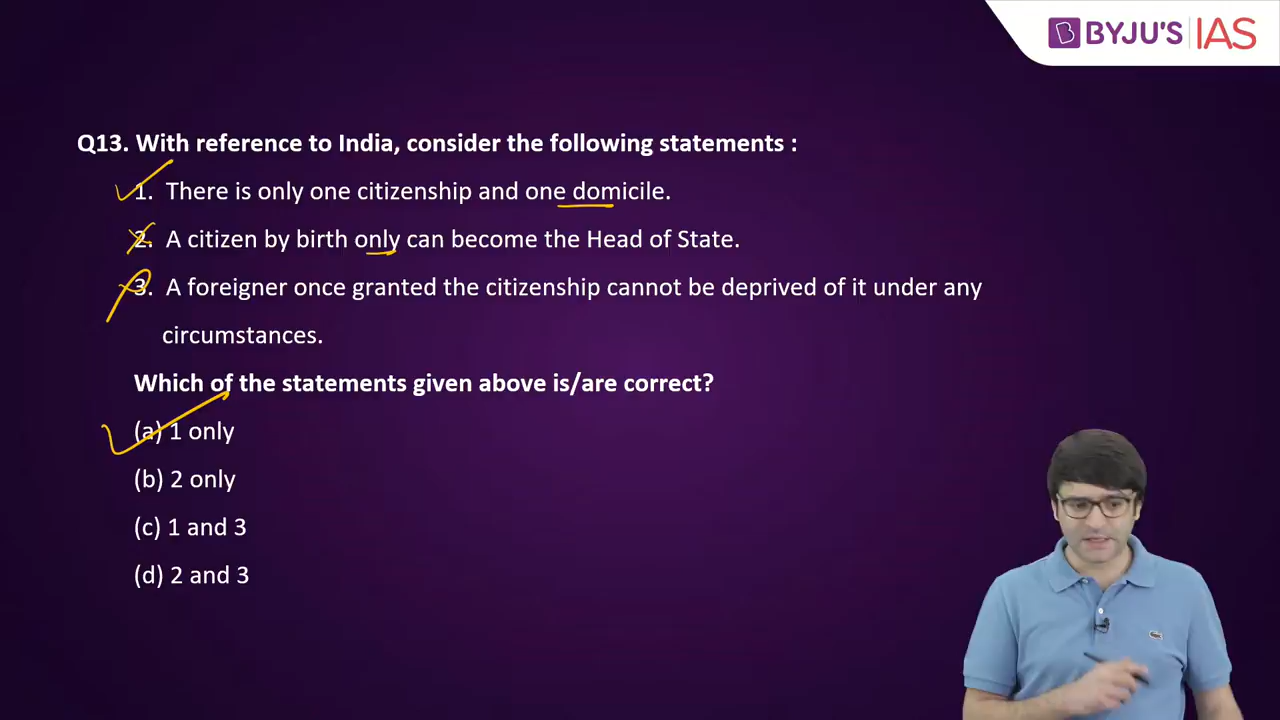 BYJU'S IAS
Q13. With reference to India, consider the following statements :
1. There is only one citizenship and one domicile.
2. A citizen by birth only can become the Head of State.
3. A foreigner once granted the citizenship cannot be deprived of it under any
circumstances.
Which of the statements given above is/are correct?
(a) 1 only
(b) 2 only
(c) 1 and 3
(d) 2 and 3